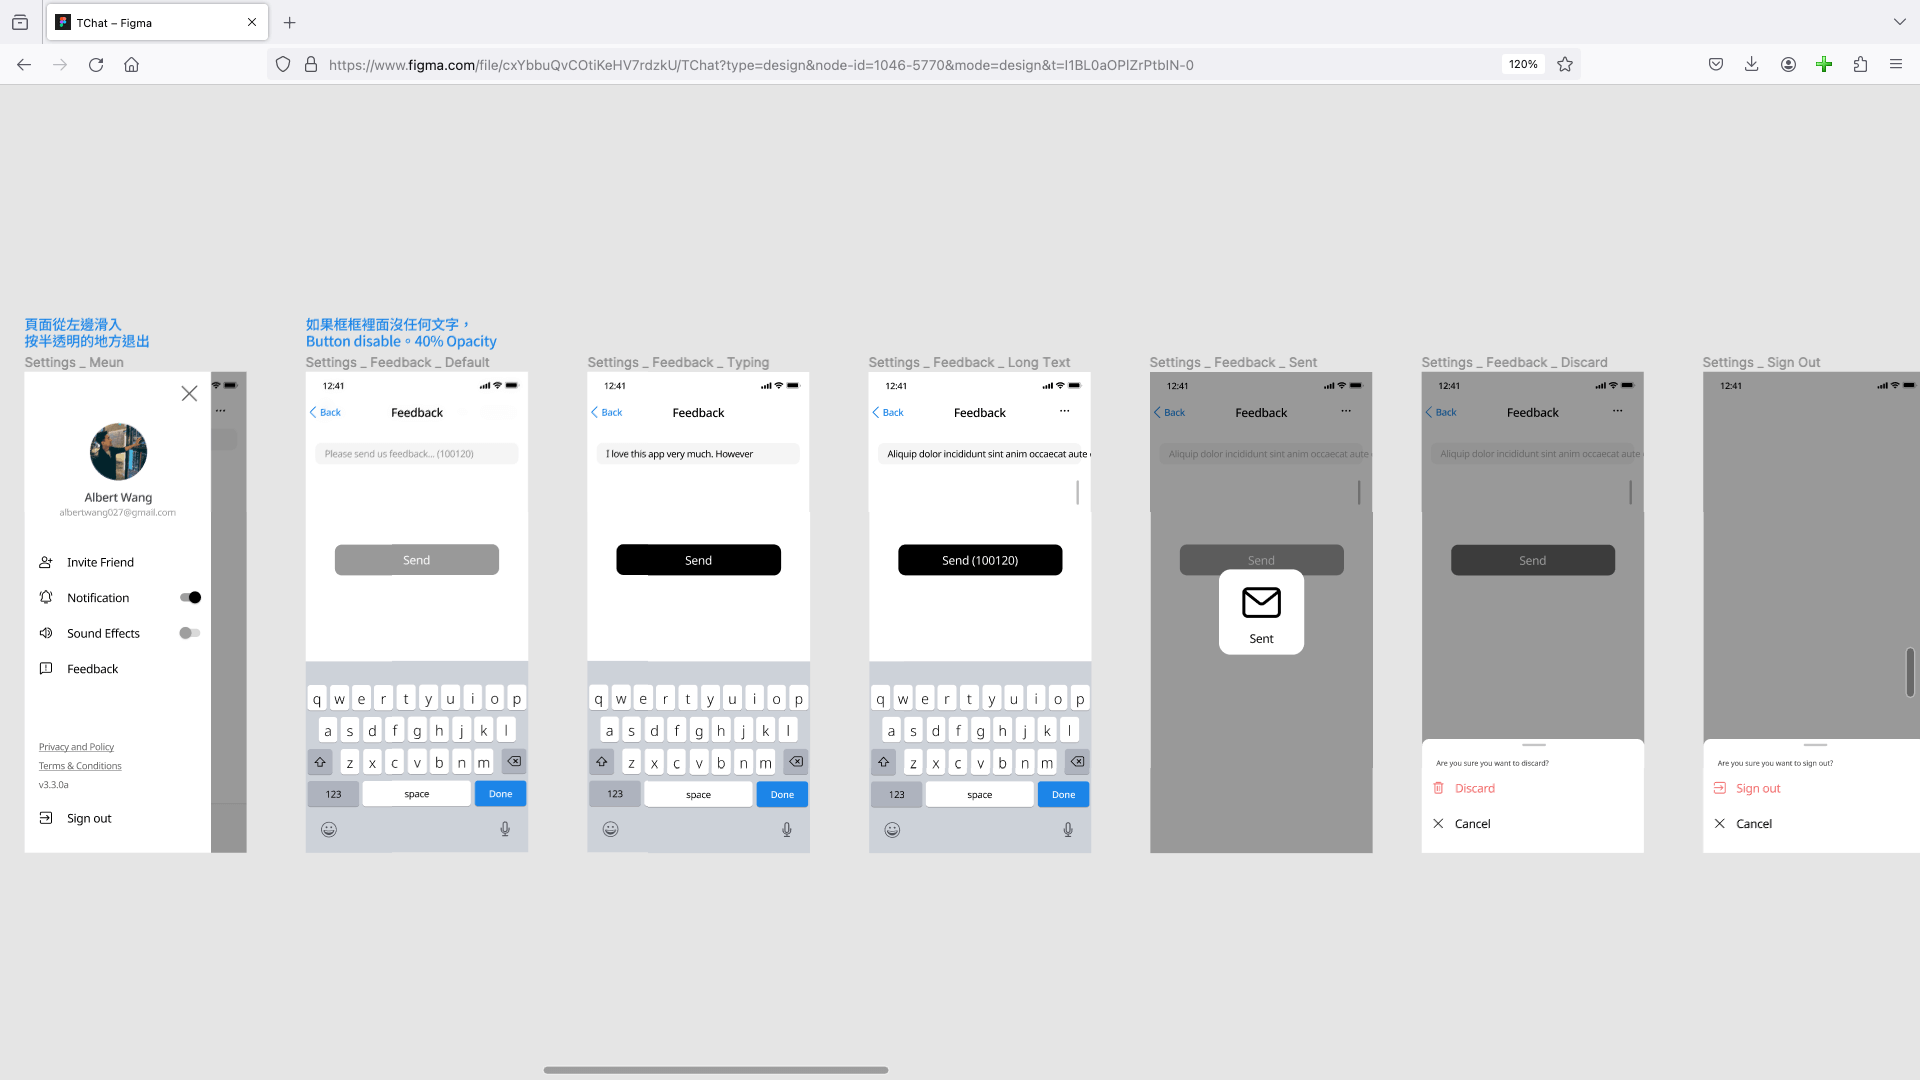 TChat – Figma
https://www.figma.com/file/cxYbbuQvCOtiKeHV7rdzkU/TChat?type=design&node-id=1046-5770&mode=design&t=I1BL0aOPIZrPtbIN-0
120%
頁面從左邊滑入
按半透明的地方退出
Settings _ Meun
Albert Wang
albertwang027@gmail.com
Invite Friend
Notification
Sound Effects
Feedback
Privacy and Policy
Terms & Conditions
v3.3.0a
Sign out
如果框框裡面沒任何文字，
Button disable。40% Opacity
Settings _ Feedback _ Default
12:41
Back
Feedback
Please send us feedback... (100120)
Send
q w e r t y u i o p
a s d f g h j k l
z x c v b n m
123 space Done
Settings _ Feedback _ Typing
12:41
Back
Feedback
I love this app very much. However
Send
q w e r t y u i o p
a s d f g h j k l
z x c v b n m
123 space Done
Settings _ Feedback _ Long Text
12:41
Back
Feedback
Aliquip dolor incididunt sint anim occaecat aute
Send (100120)
q w e r t y u i o p
a s d f g h j k l
z x c v b n m
123 space Done
Settings _ Feedback _ Sent
12:41
Back
Feedback
Aliquip dolor incididunt sint anim occaecat aute
Send
Sent
Settings _ Feedback _ Discard
12:41
Back
Feedback
Aliquip dolor incididunt sint anim occaecat aute
Send
Are you sure you want to discard?
Discard
Cancel
Settings _ Sign Out
12:41
Are you sure you want to sign out?
Sign out
Cancel